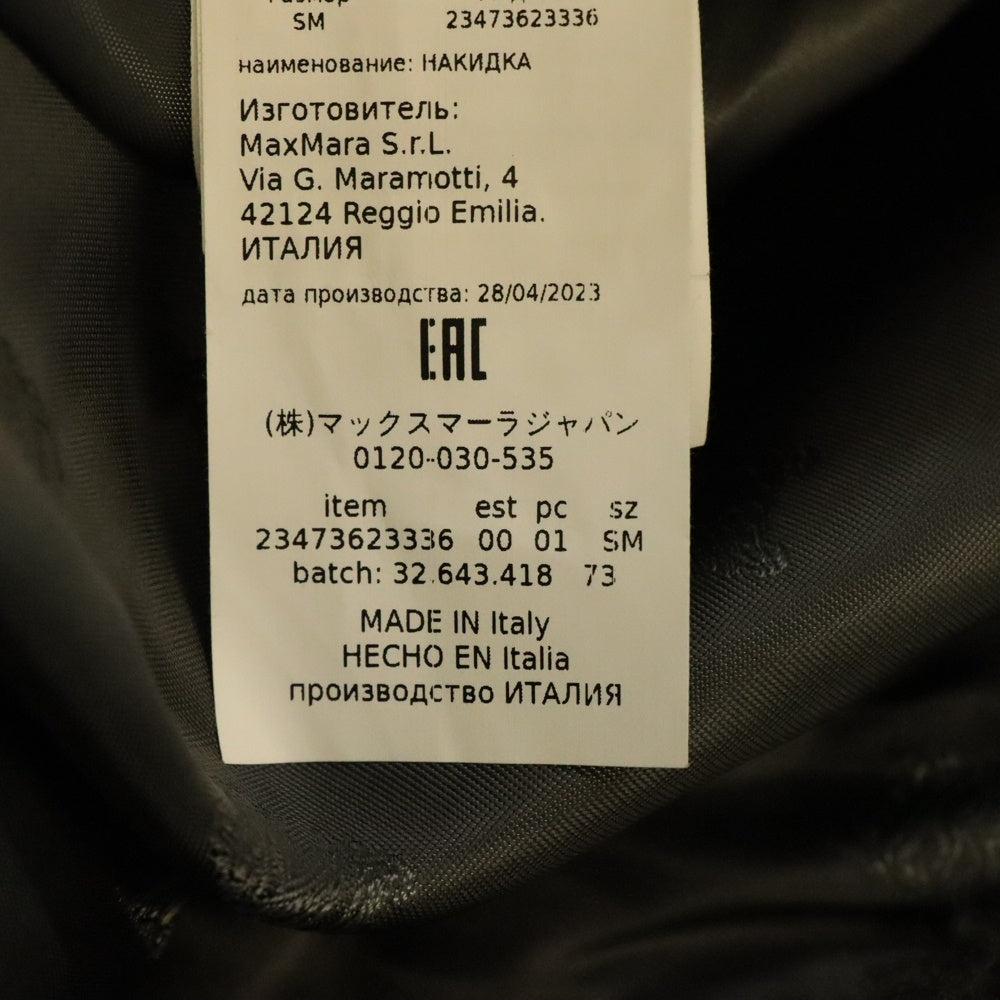 SM 23473623336
наименование: НАКИДКА
Изготовитель:
MaxMara S.r.L.
Via G. Maramotti, 4
42124 Reggio Emilia.
ИТАЛИЯ
дата производства: 28/04/2023
EAC
(株)マックスマーラジャパン
0120-030-535
item est pc sz
23473623336 00 01 SM
batch: 32.643.418 73
MADE IN Italy
HECHO EN Italia
производство ИТАЛИЯ